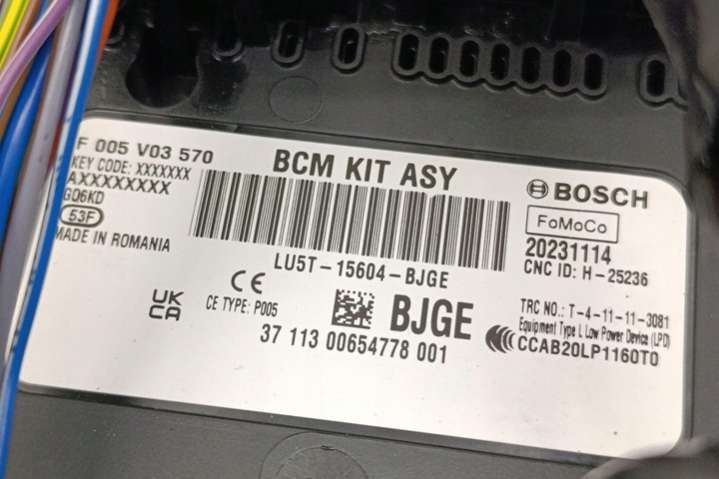 F 005 V03 570
KEY CODE: XXXXXXX
AXXXXXXXX
G06KD
53F
MADE IN ROMANIA
BCM KIT ASY
BOSCH
FoMoCo
20231114
CNC ID: H-25236
LU5T-15604-BJGE
CE
UK
CA
CE TYPE: P005
BJGE
37 113 00654778 001
TRC NO.: T-4-11-11-3081
Equipment Type I, Low Power Device (LPD)
CCAB20LP1160T0